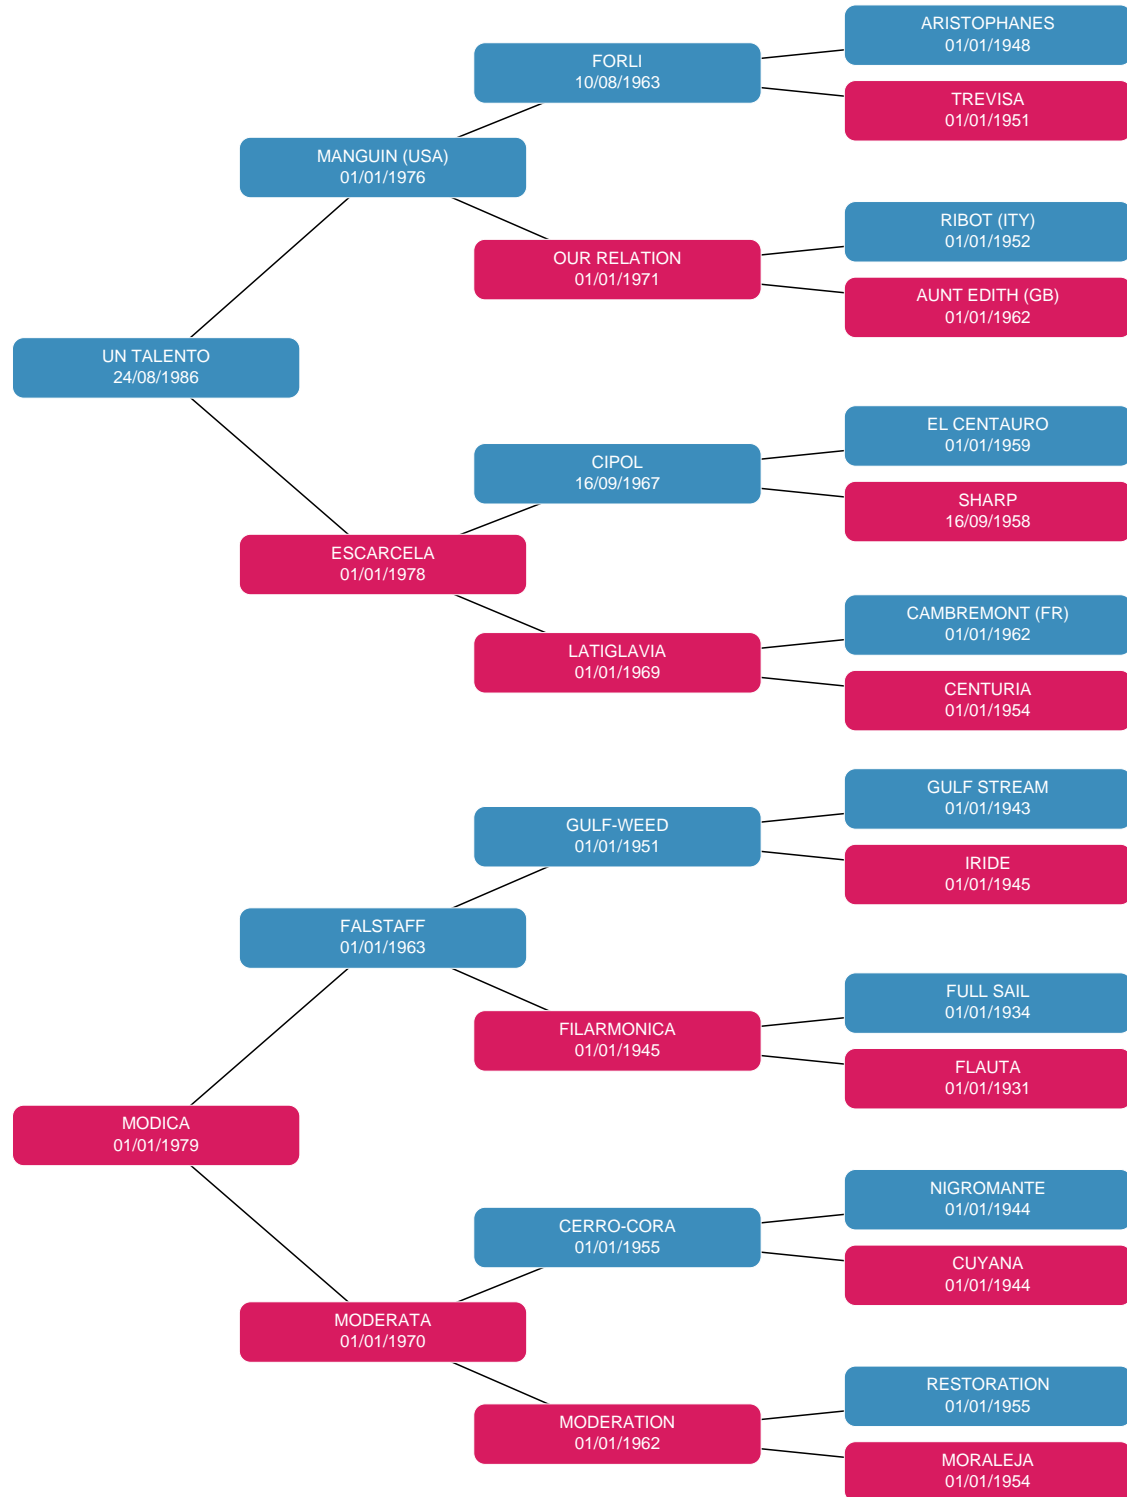 ARISTOPHANES
01/01/1948
FORLI
10/08/1963
TREVISA
01/01/1951
MANGUIN (USA)
01/01/1976
RIBOT (ITY)
01/01/1952
OUR RELATION
01/01/1971
AUNT EDITH (GB)
01/01/1962
UN TALENTO
24/08/1986
EL CENTAURO
01/01/1959
CIPOL
16/09/1967
SHARP
16/09/1958
ESCARCELA
01/01/1978
CAMBREMONT (FR)
01/01/1962
LATIGLAVIA
01/01/1969
CENTURIA
01/01/1954
GULF STREAM
01/01/1943
GULF-WEED
01/01/1951
IRIDE
01/01/1945
FALSTAFF
01/01/1963
FULL SAIL
01/01/1934
FILARMONICA
01/01/1945
FLAUTA
01/01/1931
MODICA
01/01/1979
NIGROMANTE
01/01/1944
CERRO-CORA
01/01/1955
CUYANA
01/01/1944
MODERATA
01/01/1970
RESTORATION
01/01/1955
MODERATION
01/01/1962
MORALEJA
01/01/1954